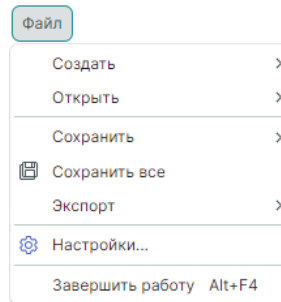 Файл
Создать
Открыть
Сохранить
Сохранить все
Экспорт
Настройки...
Завершить работу Alt+F4